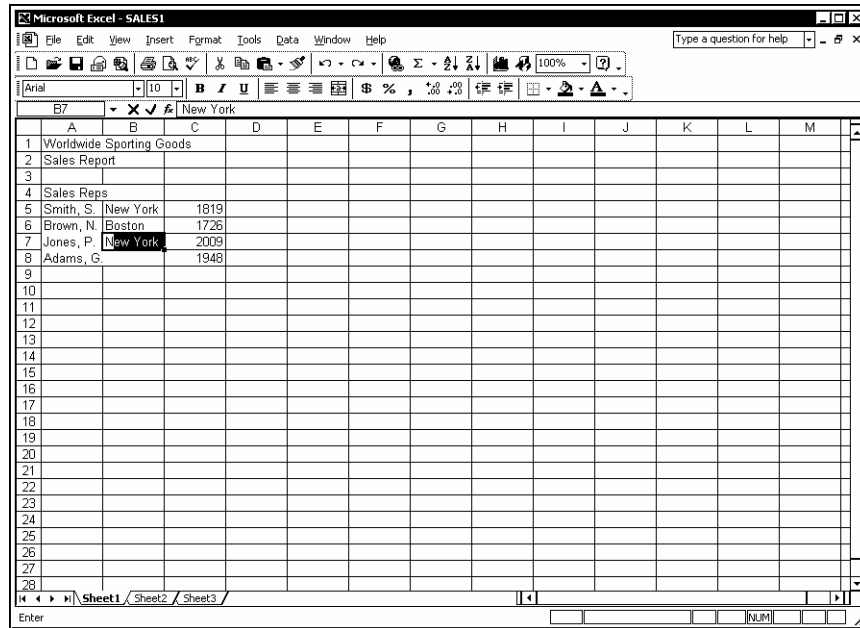 Microsoft Excel - SALES1
File Edit View Insert Format Tools Data Window Help Type a question for help
100%
Arial 10 B I U $ % ,
B7 fx New York
A B C D E F G H I J K L M
1 Worldwide Sporting Goods
2 Sales Report
3
4 Sales Reps
5 Smith, S. New York 1819
6 Brown, N. Boston 1726
7 Jones, P. New York 2009
8 Adams, G. 1948
9
10
11
12
13
14
15
16
17
18
19
20
21
22
23
24
25
26
27
28
Sheet1 Sheet2 Sheet3
Enter NUM